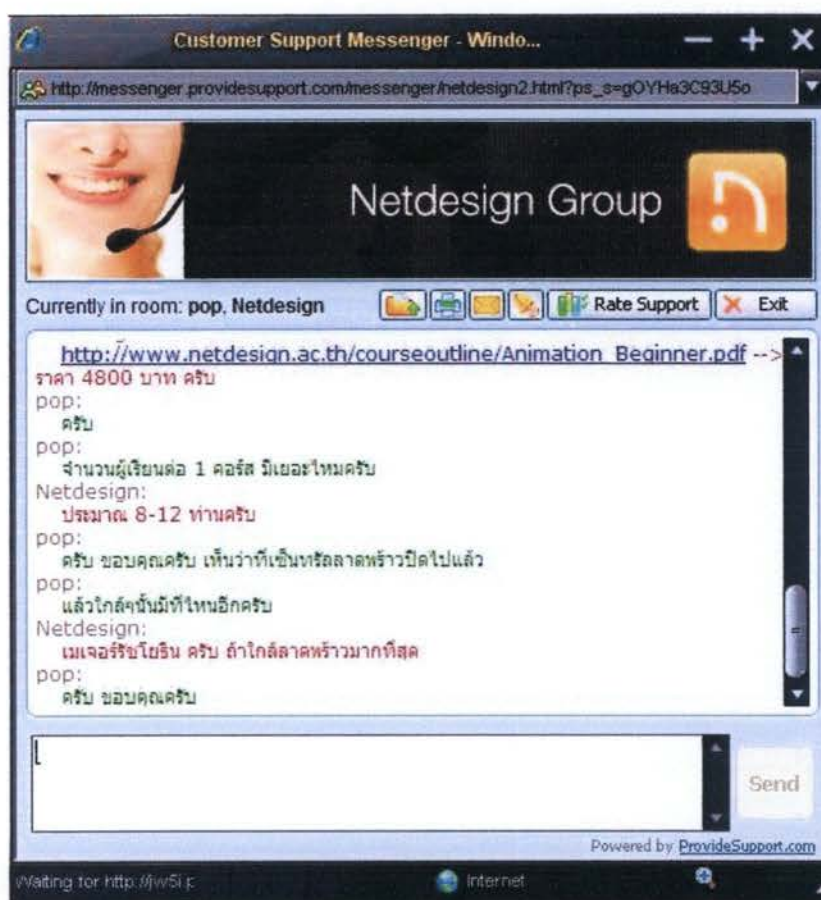 Customer Support Messenger - Windo...
http://messenger.providesupport.com/messenger/netdesign2.html?ps_s=gOYHa3C93U5o
Netdesign Group
Currently in room: pop, Netdesign
Rate Support
Exit
http://www.netdesign.ac.th/courseoutline/Animation_Beginner.pdf -->
ราคา 4800 บาท ครับ
pop:
ครับ
pop:
จำนวนผู้เรียนต่อ 1 คอร์ส มีเยอะไหมครับ
Netdesign:
ประมาณ 8-12 ท่านครับ
pop:
ครับ ขอบคุณครับ เห็นว่าที่เซ็นทรัลลาดพร้าวปิดไปแล้ว
pop:
แล้วใกล้ๆนั้นมีที่ไหนอีกครับ
Netdesign:
เมเจอร์รัชโยธิน ครับ ถ้าใกล้ลาดพร้าวมากที่สุด
pop:
ครับ ขอบคุณครับ
Send
Powered by ProvideSupport.com
Waiting for http://jw5i.p
Internet